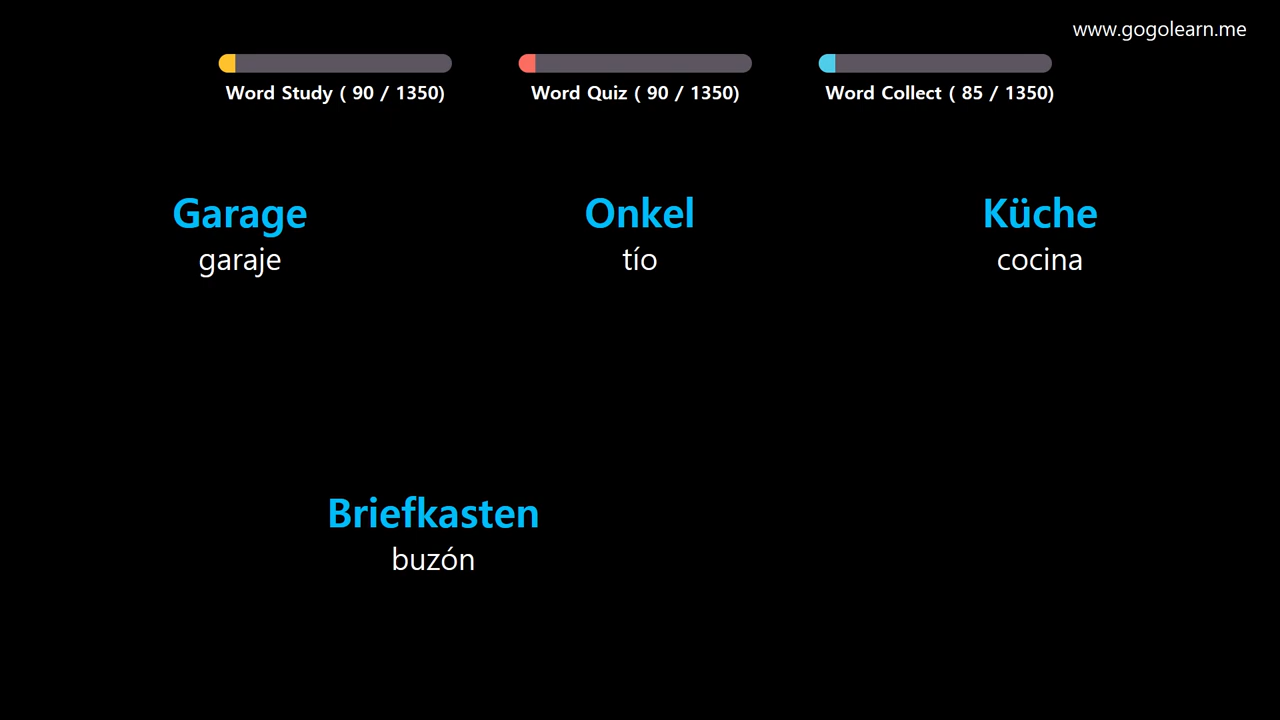 www.gogolearn.me
Word Study ( 90 / 1350)
Word Quiz ( 90 / 1350)
Word Collect ( 85 / 1350)
Garage
garaje
Onkel
tío
Küche
cocina
Briefkasten
buzón